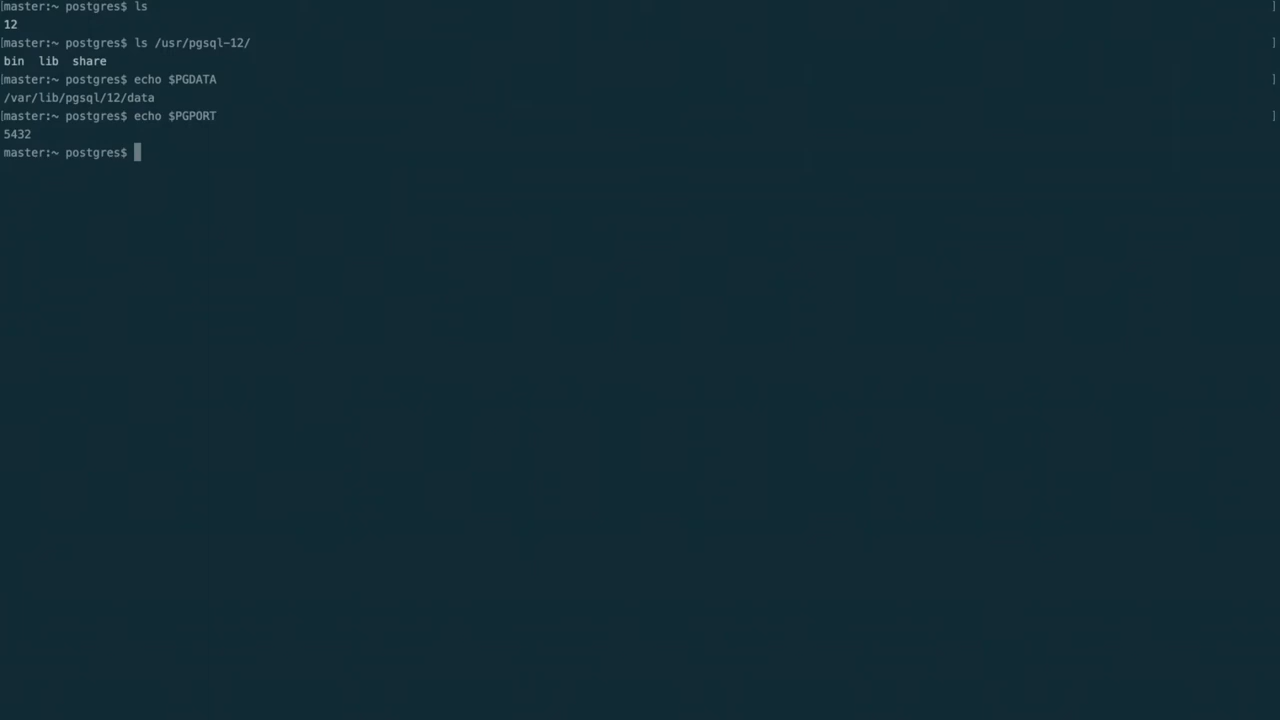 [master:~ postgres$ ls ]
12
[master:~ postgres$ ls /usr/pgsql-12/ ]
bin  lib  share
[master:~ postgres$ echo $PGDATA ]
/var/lib/pgsql/12/data
[master:~ postgres$ echo $PGPORT ]
5432
master:~ postgres$